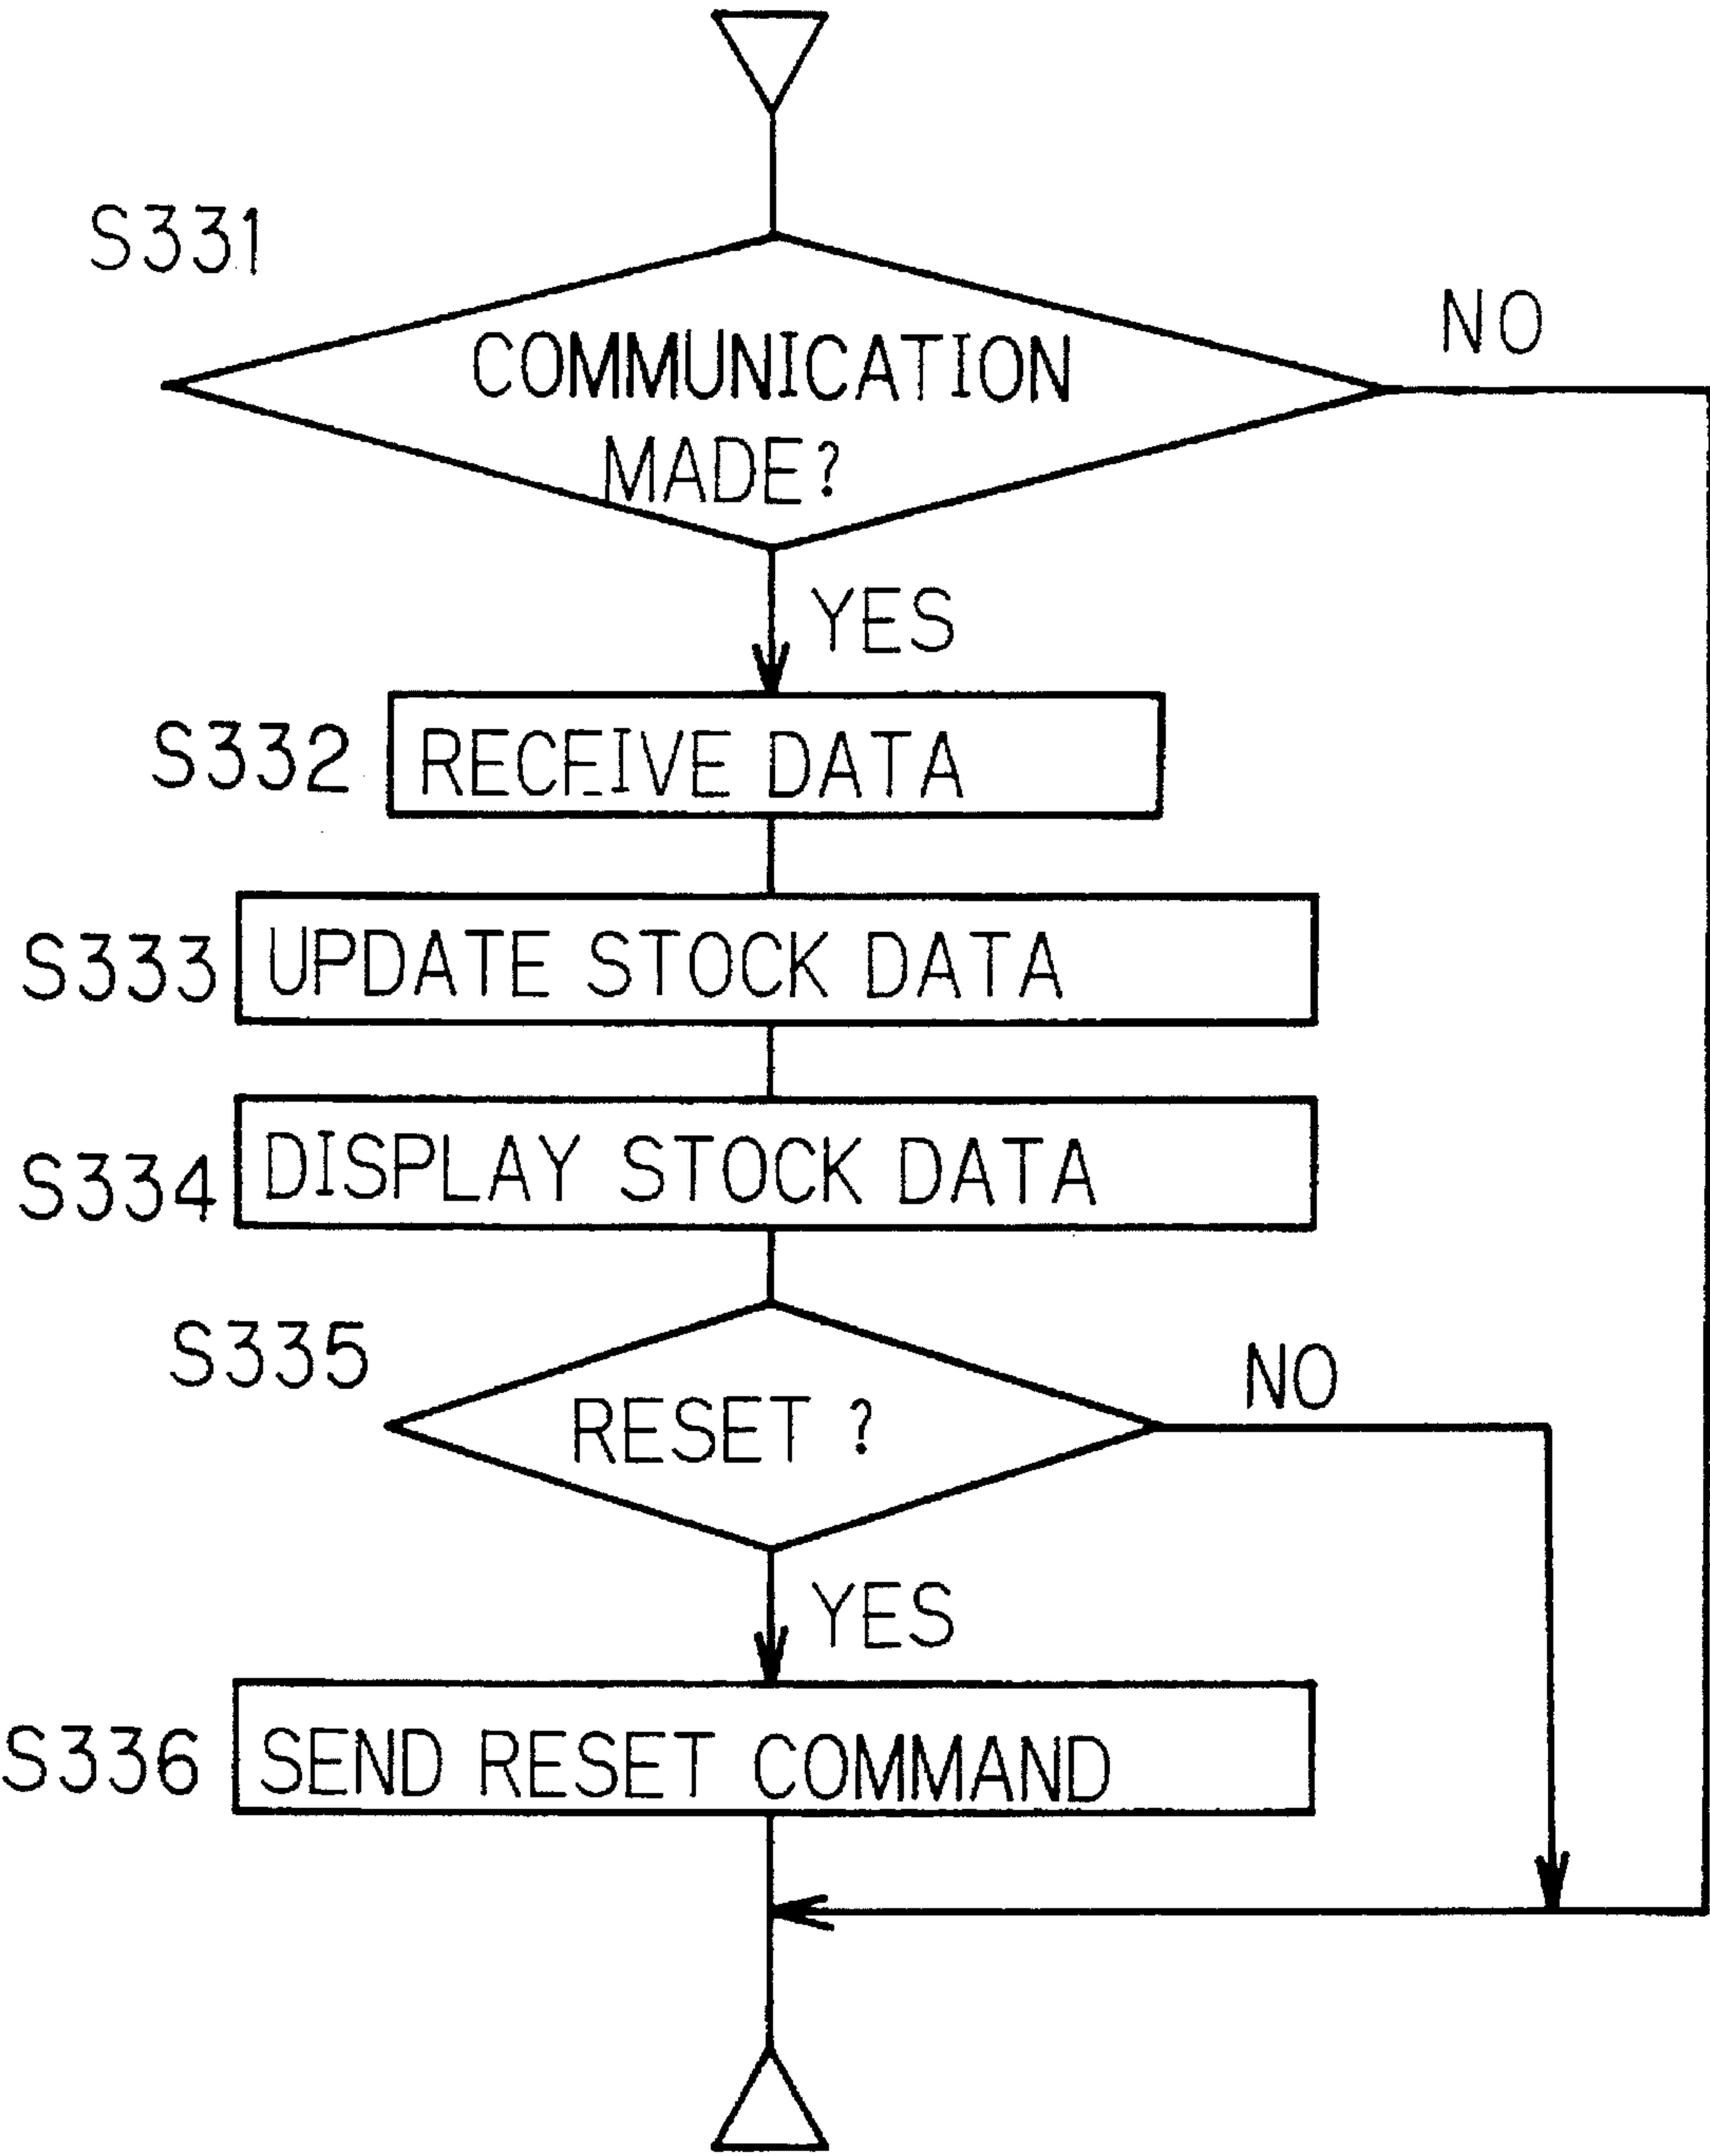 S331
COMMUNICATION
MADE?
NO
YES
S332
RECEIVE DATA
S333
UPDATE STOCK DATA
S334
DISPLAY STOCK DATA
S335
RESET ?
NO
YES
S336
SEND RESET COMMAND